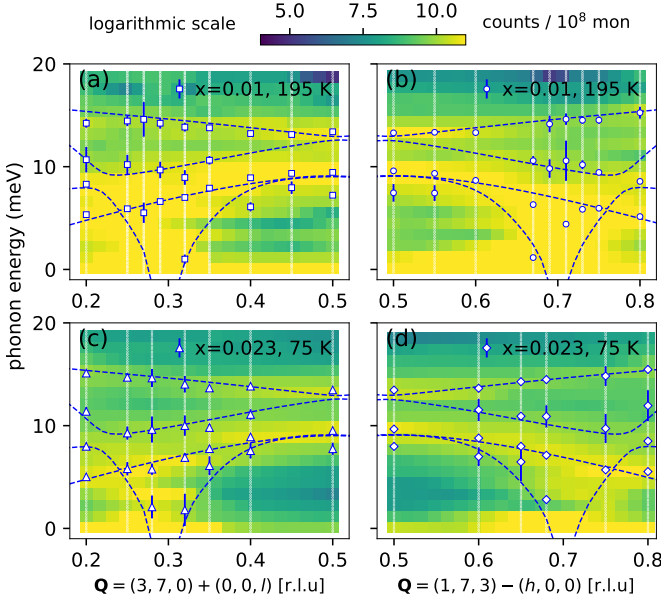 logarithmic scale 5.0 7.5 10.0 counts / 10⁸ mon
phonon energy (meV)
20
10
0
(a) x=0.01, 195 K
0.2 0.3 0.4 0.5
(b) x=0.01, 195 K
0.5 0.6 0.7 0.8
20
10
0
(c) x=0.023, 75 K
0.2 0.3 0.4 0.5
Q = (3, 7, 0) + (0, 0, l) [r.l.u]
(d) x=0.023, 75 K
0.5 0.6 0.7 0.8
Q = (1, 7, 3) − (h, 0, 0) [r.l.u]